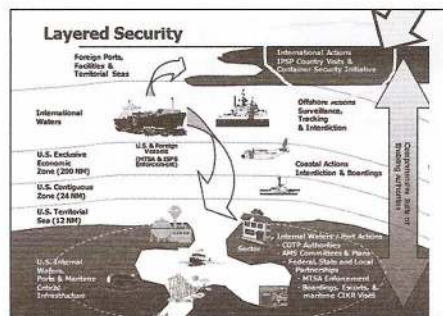 Layered Security
Foreign Ports,
Facilities &
Territorial Seas
International Actions
IPSP Country Visits &
Container Security Initiative
International
Waters
U.S. & Foreign
Vessels
(MTSA & ISPS
Enforcement)
Offshore Actions
Surveillance,
Tracking
& Interdiction
U.S. Exclusive
Economic
Zone (200 NM)
Coastal Actions
Interdiction & Boardings
U.S. Contiguous
Zone (24 NM)
U.S. Territorial
Sea (12 NM)
Sector
Internal Waters / Port Actions
- COTP Authorities
- AMS Committees & Plans
- Federal, State and Local
Partnerships
- MTSA Enforcement
- Boardings, Escorts, &
maritime CIKR Visits
U.S. Internal
Waters,
Ports & Maritime
Critical
Infrastructure
Comprehensive Suite of
Enabling Authorities